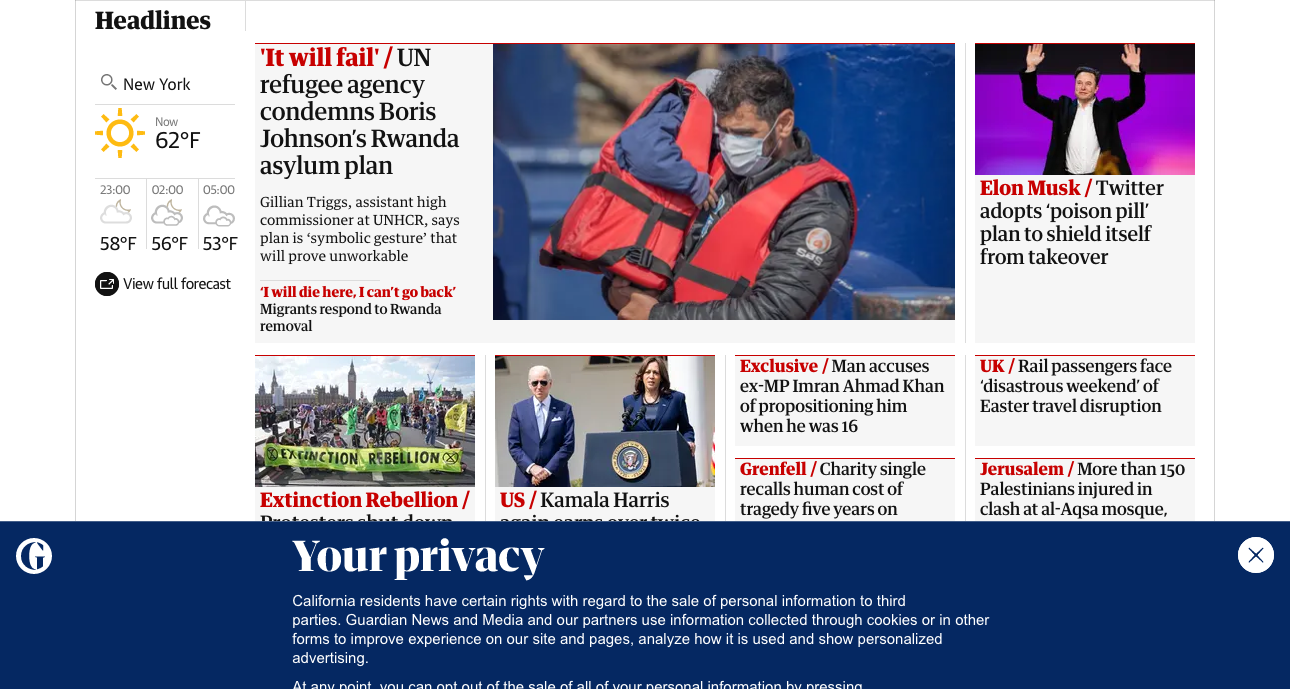 Headlines
New York
Now
62°F
23:00 02:00 05:00
58°F 56°F 53°F
View full forecast
'It will fail' / UN
refugee agency
condemns Boris
Johnson’s Rwanda
asylum plan
Gillian Triggs, assistant high
commissioner at UNHCR, says
plan is ‘symbolic gesture’ that
will prove unworkable
‘I will die here, I can’t go back’
Migrants respond to Rwanda
removal
Elon Musk / Twitter
adopts ‘poison pill’
plan to shield itself
from takeover
EXTINCTION REBELLION
Extinction Rebellion /
Protesters shut down
US / Kamala Harris
again earns over twice
Exclusive / Man accuses
ex-MP Imran Ahmad Khan
of propositioning him
when he was 16
Grenfell / Charity single
recalls human cost of
tragedy five years on
UK / Rail passengers face
‘disastrous weekend’ of
Easter travel disruption
Jerusalem / More than 150
Palestinians injured in
clash at al-Aqsa mosque,
Your privacy
California residents have certain rights with regard to the sale of personal information to third
parties. Guardian News and Media and our partners use information collected through cookies or in other
forms to improve experience on our site and pages, analyze how it is used and show personalized
advertising.
At any point, you can opt out of the sale of all of your personal information by pressing